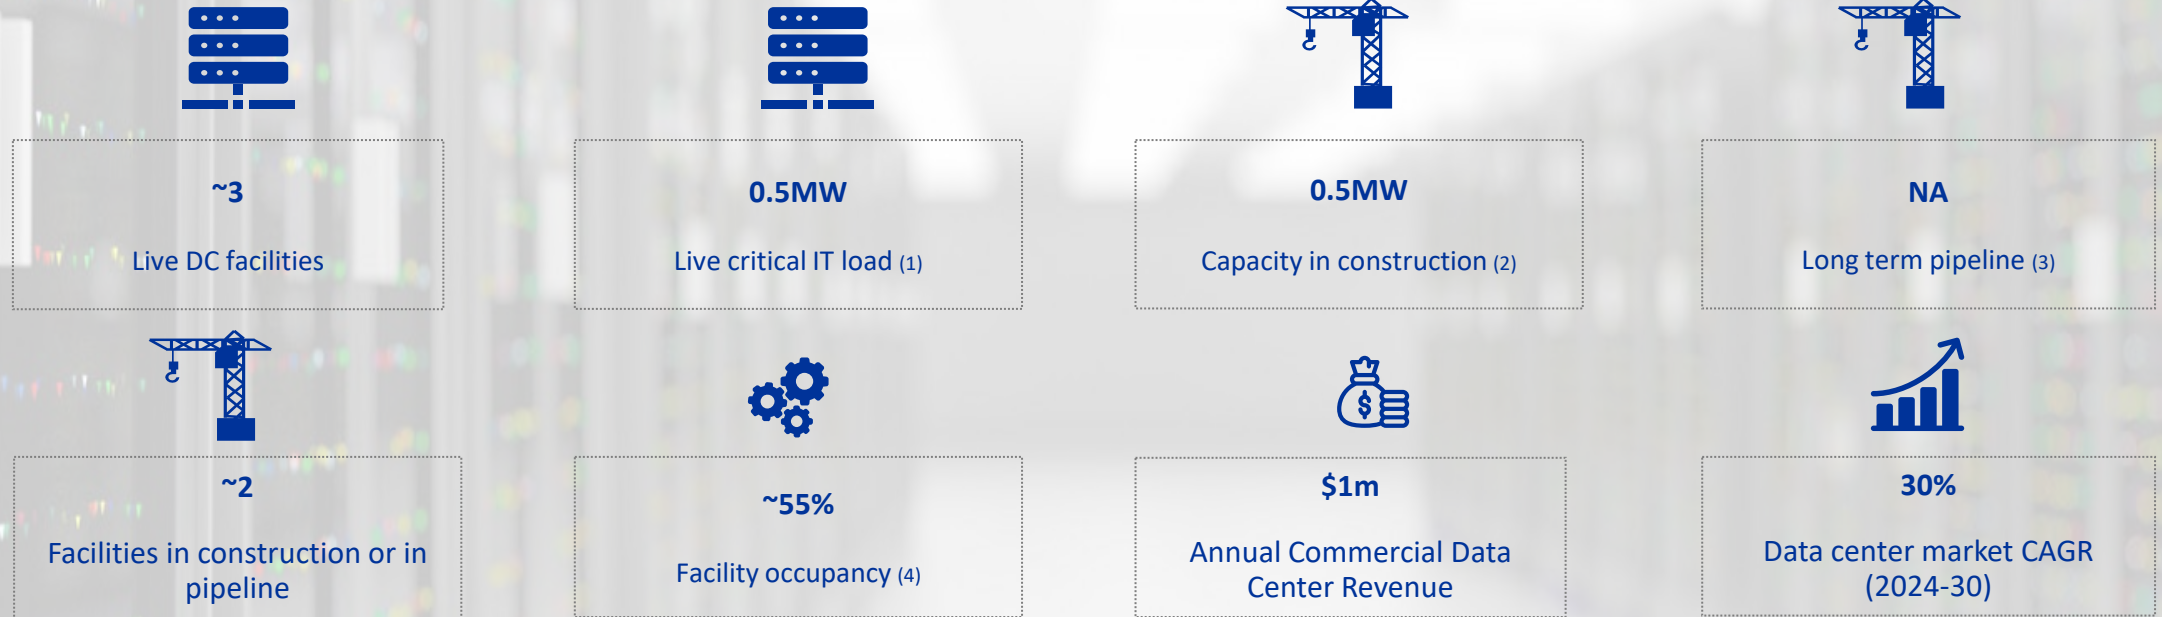 ~3
Live DC facilities
0.5MW
Live critical IT load (1)
0.5MW
Capacity in construction (2)
NA
Long term pipeline (3)
~2
Facilities in construction or in
pipeline
~55%
Facility occupancy (4)
$
$1m
Annual Commercial Data
Center Revenue
30%
Data center market CAGR
(2024-30)